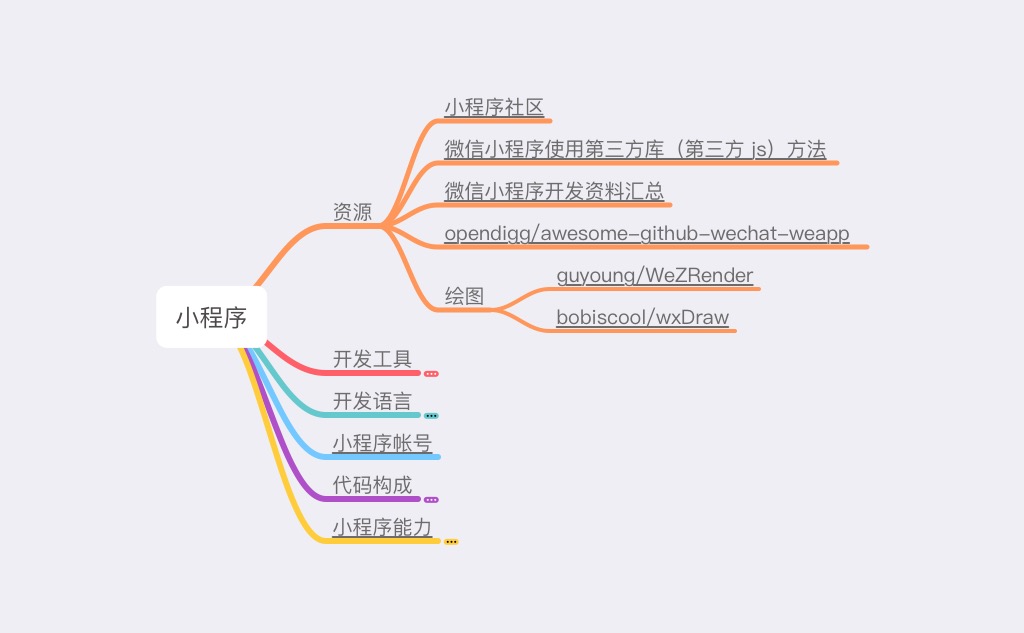 小程序
资源
小程序社区
微信小程序使用第三方库（第三方 js）方法
微信小程序开发资料汇总
opendigg/awesome-github-wechat-weapp
绘图
guyoung/WeZRender
bobiscool/wxDraw
开发工具
开发语言
小程序帐号
代码构成
小程序能力